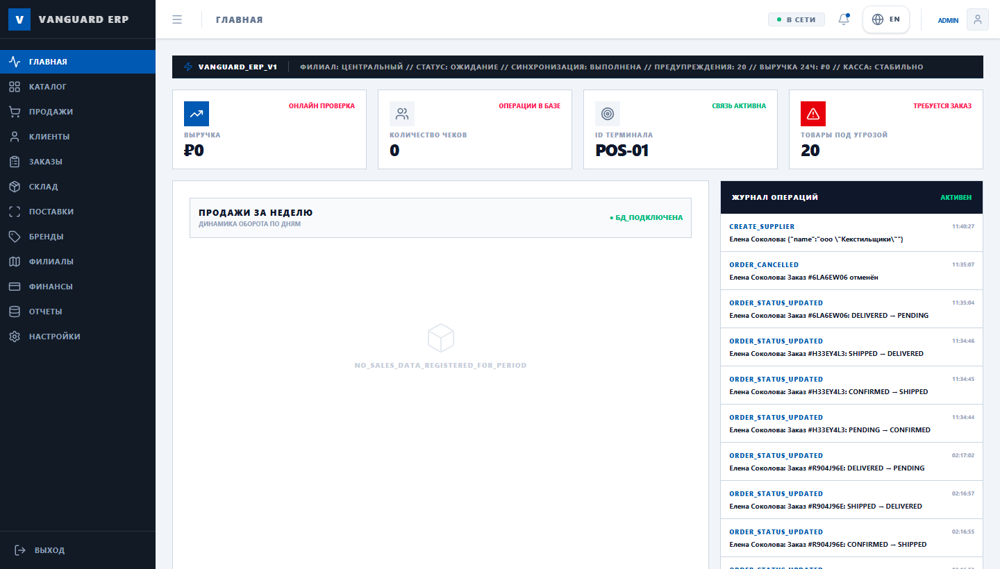 V VANGUARD ERP
ГЛАВНАЯ
КАТАЛОГ
ПРОДАЖИ
КЛИЕНТЫ
ЗАКАЗЫ
СКЛАД
ПОСТАВКИ
БРЕНДЫ
ФИЛИАЛЫ
ФИНАНСЫ
ОТЧЕТЫ
НАСТРОЙКИ
ВЫХОД
ГЛАВНАЯ
В СЕТИ
EN
ADMIN
VANGUARD_ERP_V1
ФИЛИАЛ: ЦЕНТРАЛЬНЫЙ // СТАТУС: ОЖИДАНИЕ // СИНХРОНИЗАЦИЯ: ВЫПОЛНЕНА // ПРЕДУПРЕЖДЕНИЯ: 20 // ВЫРУЧКА 24Ч: ₽0 // КАССА: СТАБИЛЬНО
ОНЛАЙН ПРОВЕРКА
ВЫРУЧКА
₽0
ОПЕРАЦИИ В БАЗЕ
КОЛИЧЕСТВО ЧЕКОВ
0
СВЯЗЬ АКТИВНА
ID ТЕРМИНАЛА
POS-01
ТРЕБУЕТСЯ ЗАКАЗ
ТОВАРЫ ПОД УГРОЗОЙ
20
ПРОДАЖИ ЗА НЕДЕЛЮ
ДИНАМИКА ОБОРОТА ПО ДНЯМ
● БД_ПОДКЛЮЧЕНА
NO_SALES_DATA_REGISTERED_FOR_PERIOD
ЖУРНАЛ ОПЕРАЦИЙ
АКТИВЕН
CREATE_SUPPLIER 11:40:27
Елена Соколова: {"name":"ооо \"Кекстильщики\""}
ORDER_CANCELLED 11:35:07
Елена Соколова: Заказ #6LA6EW06 отменён
ORDER_STATUS_UPDATED 11:35:04
Елена Соколова: Заказ #6LA6EW06: DELIVERED → PENDING
ORDER_STATUS_UPDATED 11:34:46
Елена Соколова: Заказ #H33EY4L3: SHIPPED → DELIVERED
ORDER_STATUS_UPDATED 11:34:45
Елена Соколова: Заказ #H33EY4L3: CONFIRMED → SHIPPED
ORDER_STATUS_UPDATED 11:34:44
Елена Соколова: Заказ #H33EY4L3: PENDING → CONFIRMED
ORDER_STATUS_UPDATED 02:17:02
Елена Соколова: Заказ #R904J96E: DELIVERED → PENDING
ORDER_STATUS_UPDATED 02:16:57
Елена Соколова: Заказ #R904J96E: SHIPPED → DELIVERED
ORDER_STATUS_UPDATED 02:16:55
Елена Соколова: Заказ #R904J96E: CONFIRMED → SHIPPED
ORDER_STATUS_UPDATED